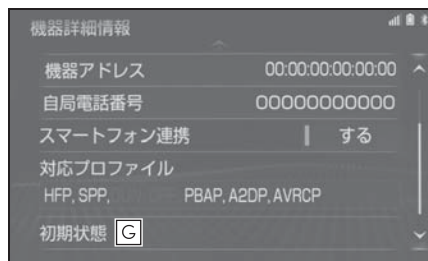 機器詳細情報
機器アドレス 00:00:00:00:00:00
自局電話番号 00000000000
スマートフォン連携 する
対応プロファイル
HFP, SPP, PBAP, A2DP, AVRCP
初期状態 G